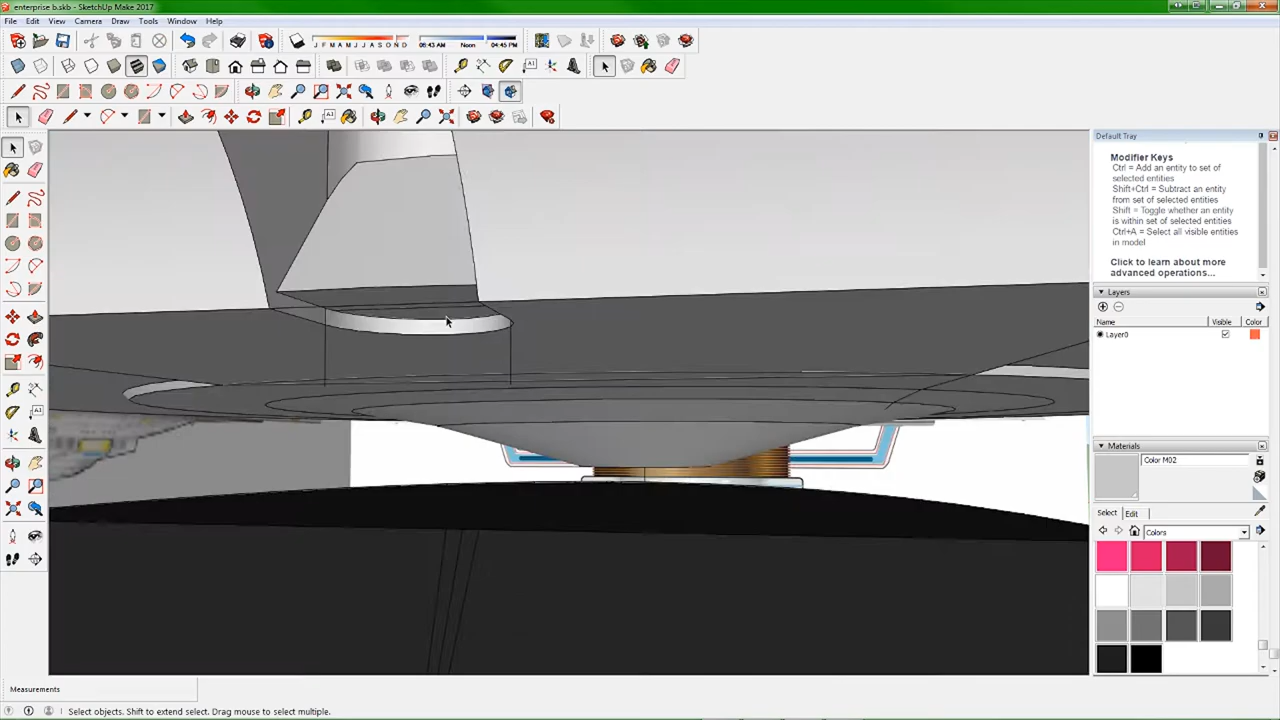 enterprise b.skb - SketchUp Make 2017
File Edit View Camera Draw Tools Window Help
J F M A M J J A S O N D
06:43 AM Noon 04:45 PM
Default Tray
Modifier Keys
Ctrl = Add an entity to set of
selected entities
Shift+Ctrl = Subtract an entity
from set of selected entities
Shift = Toggle whether an entity
is within set of selected entities
Ctrl+A = Select all visible entities
in model
Click to learn about more
advanced operations...
Layers
Name Visible Color
Layer0
Materials
Color M02
Select Edit
Colors
Measurements
Select objects. Shift to extend select. Drag mouse to select multiple.